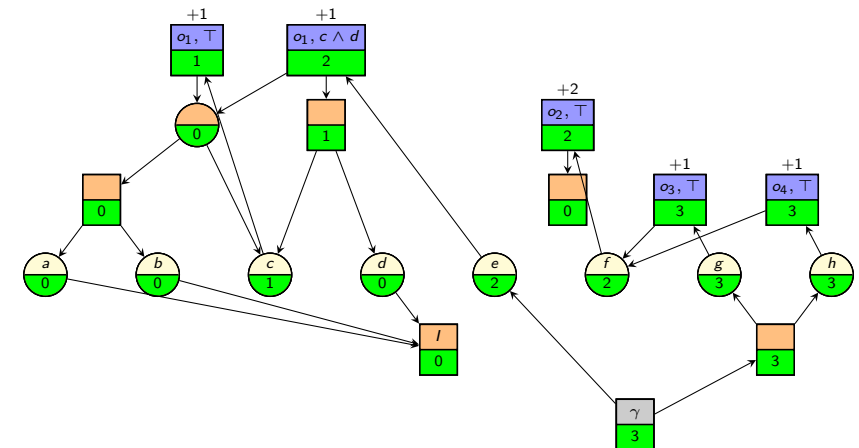 +1 +1
o₁, ⊤ o₁, c ∧ d
1 2
+2
o₂, ⊤
2
0 1
+1 +1
o₃, ⊤ o₄, ⊤
0 0 3 3
a b c d e f g h
0 0 1 0 2 2 3 3
I
0 3
γ
3